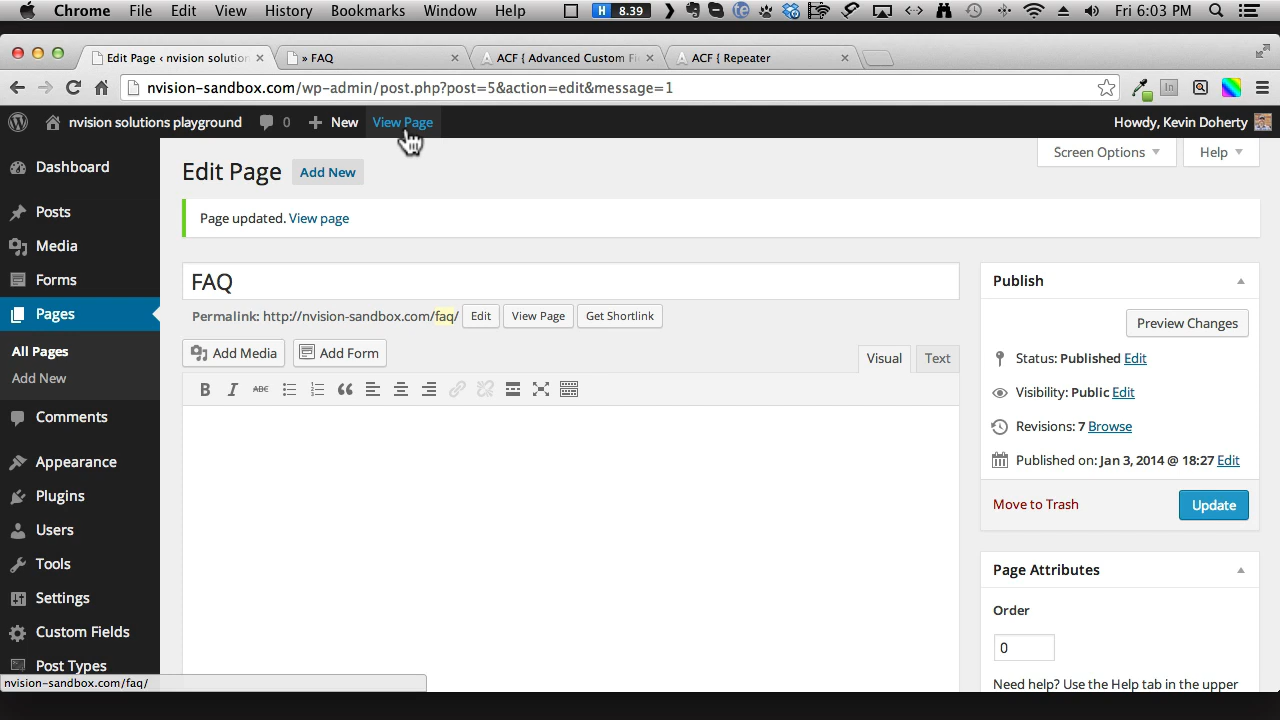 Chrome File Edit View History Bookmarks Window Help H 8.39 Fri 6:03 PM
Edit Page ‹ nvision solution » FAQ ACF { Advanced Custom Fi ACF { Repeater
nvision-sandbox.com/wp-admin/post.php?post=5&action=edit&message=1
nvision solutions playground 0 + New View Page Howdy, Kevin Doherty
Screen Options Help
Edit Page Add New
Page updated. View page
Dashboard
Posts
Media
Forms
Pages
All Pages
Add New
Comments
Appearance
Plugins
Users
Tools
Settings
Custom Fields
Post Types
FAQ
Permalink: http://nvision-sandbox.com/faq/ Edit View Page Get Shortlink
Add Media Add Form Visual Text
B I ABC
Publish
Preview Changes
Status: Published Edit
Visibility: Public Edit
Revisions: 7 Browse
Published on: Jan 3, 2014 @ 18:27 Edit
Move to Trash Update
Page Attributes
Order
0
Need help? Use the Help tab in the upper
nvision-sandbox.com/faq/